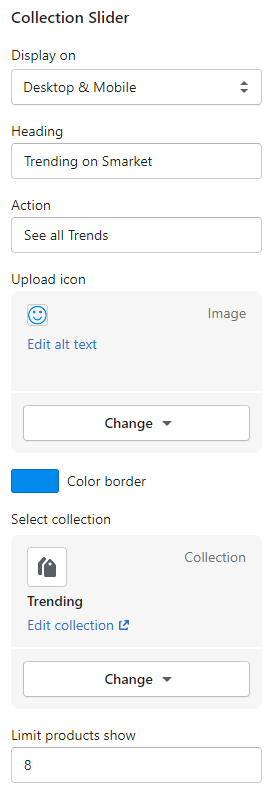 Collection Slider
Display on
Desktop & Mobile
Heading
Trending on Smarket
Action
See all Trends
Upload icon
Image
Edit alt text
Change
Color border
Select collection
Collection
Trending
Edit collection
Change
Limit products show
8